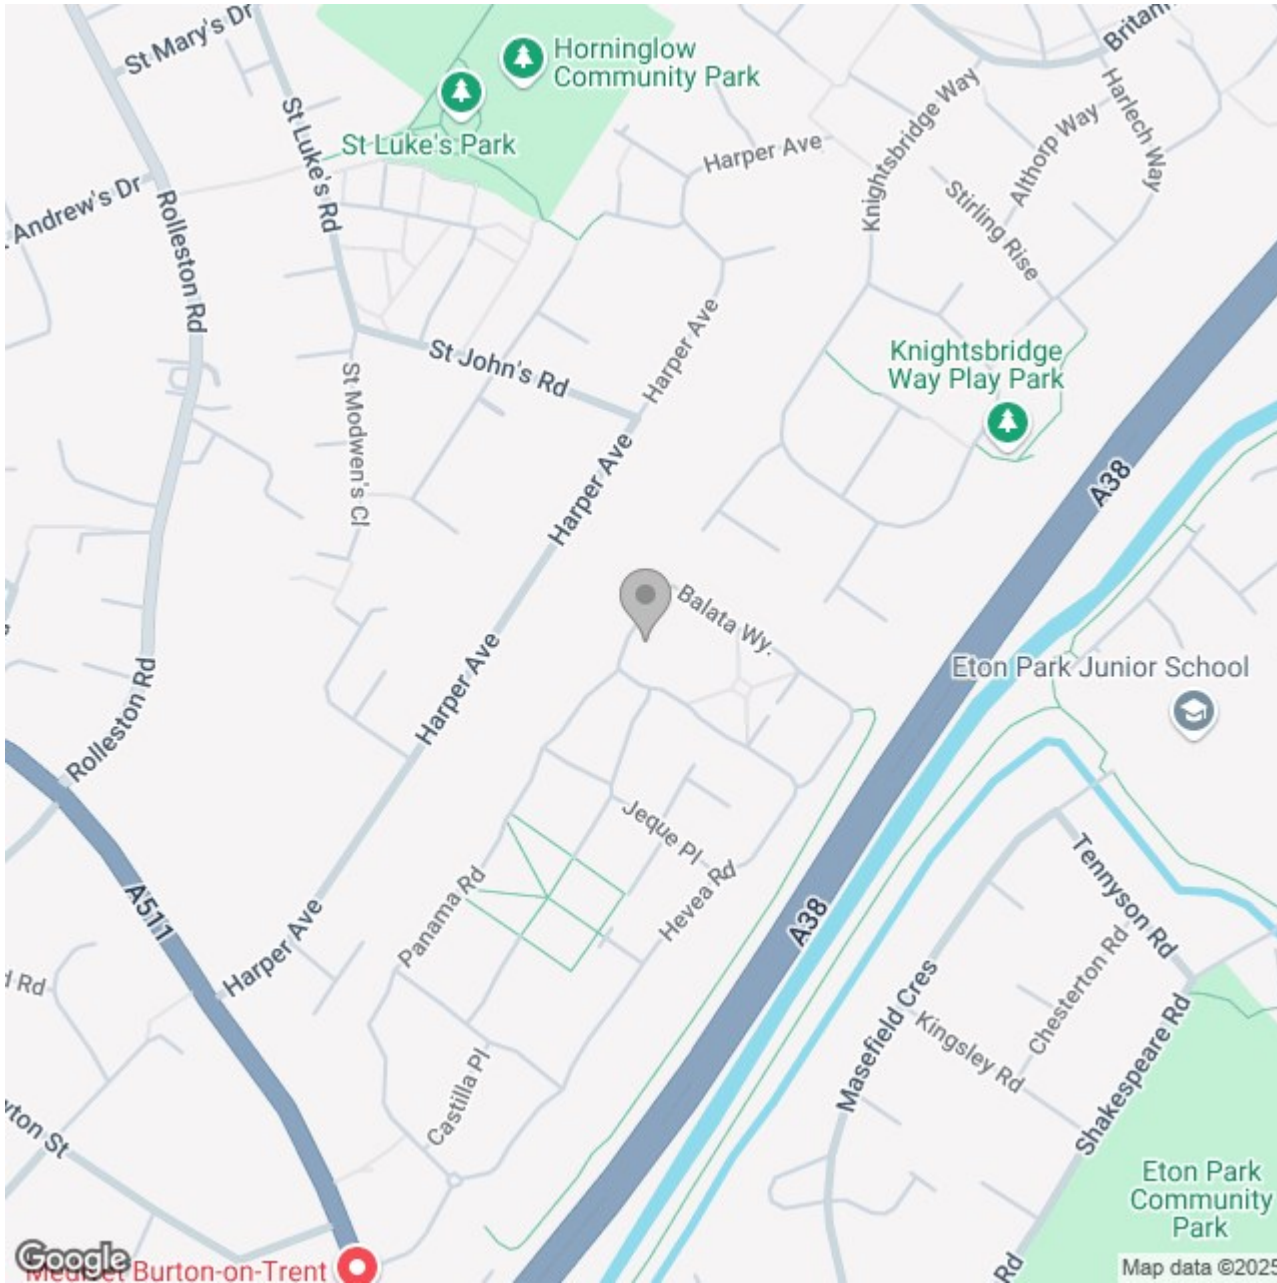 St Mary's Dr
Horninglow
Community Park
St Luke's Park
St Luke's Rd
Harper Ave
Knightsbridge Way
Althorp Way
Harlech Way
Stirling Rise
Andrew's Dr
Rolleston Rd
St John's Rd
Harper Ave
Knightsbridge
Way Play Park
St Modwen's Cl
Harper Ave
A38
Balata Wy.
Eton Park Junior School
Harper Ave
Rolleston Rd
Jeque Pl
Panama Rd
Hevea Rd
Tennyson Rd
A511
A38
Harper Ave
Chesterton Rd
Masefield Cres
Kingsley Rd
Shakespeare Rd
d Rd
Castilla Pl
yton St
Eton Park
Community
Park
Google
Burton-on-Trent
Rd
Map data ©2025